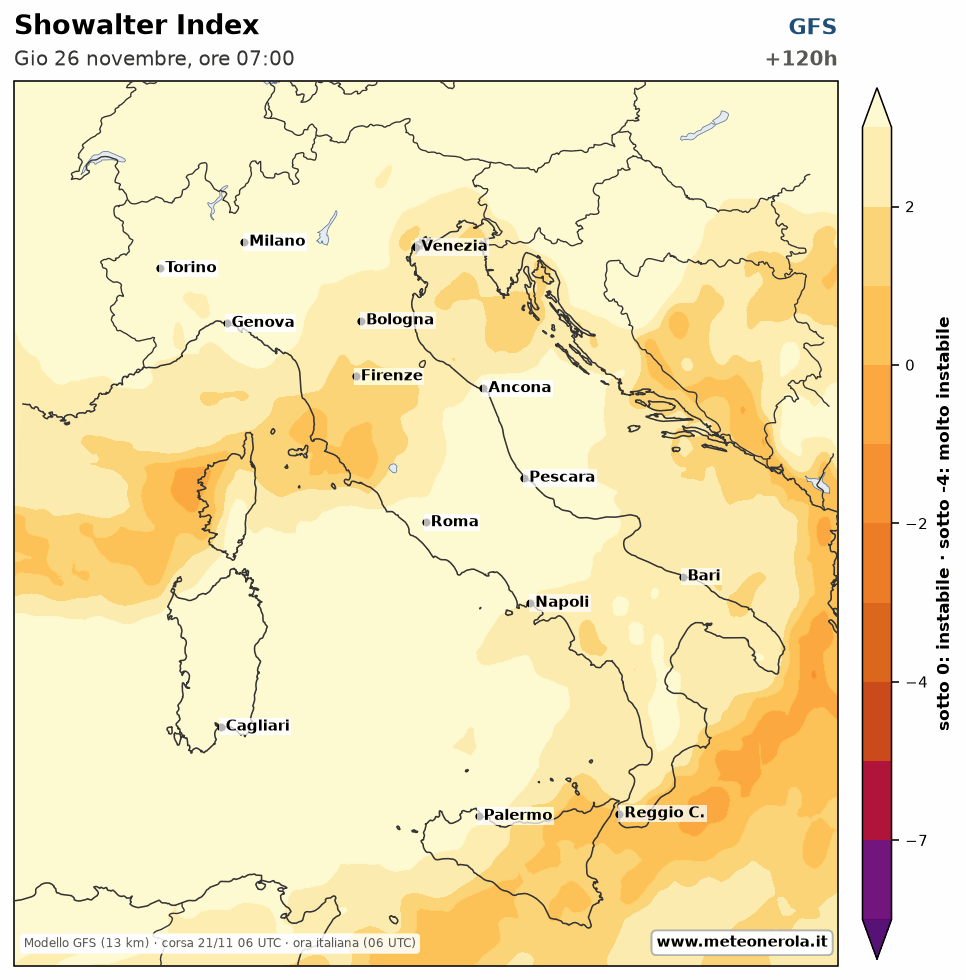 Showalter Index
GFS
Gio 26 novembre, ore 07:00
+120h
Milano
Venezia
Torino
Genova
Bologna
Firenze
Ancona
Pescara
Roma
Bari
Napoli
Cagliari
Palermo
Reggio C.
2
0
−2
−4
−7
sotto 0: instabile · sotto -4: molto instabile
Modello GFS (13 km) · corsa 21/11 06 UTC · ora italiana (06 UTC)
www.meteonerola.it